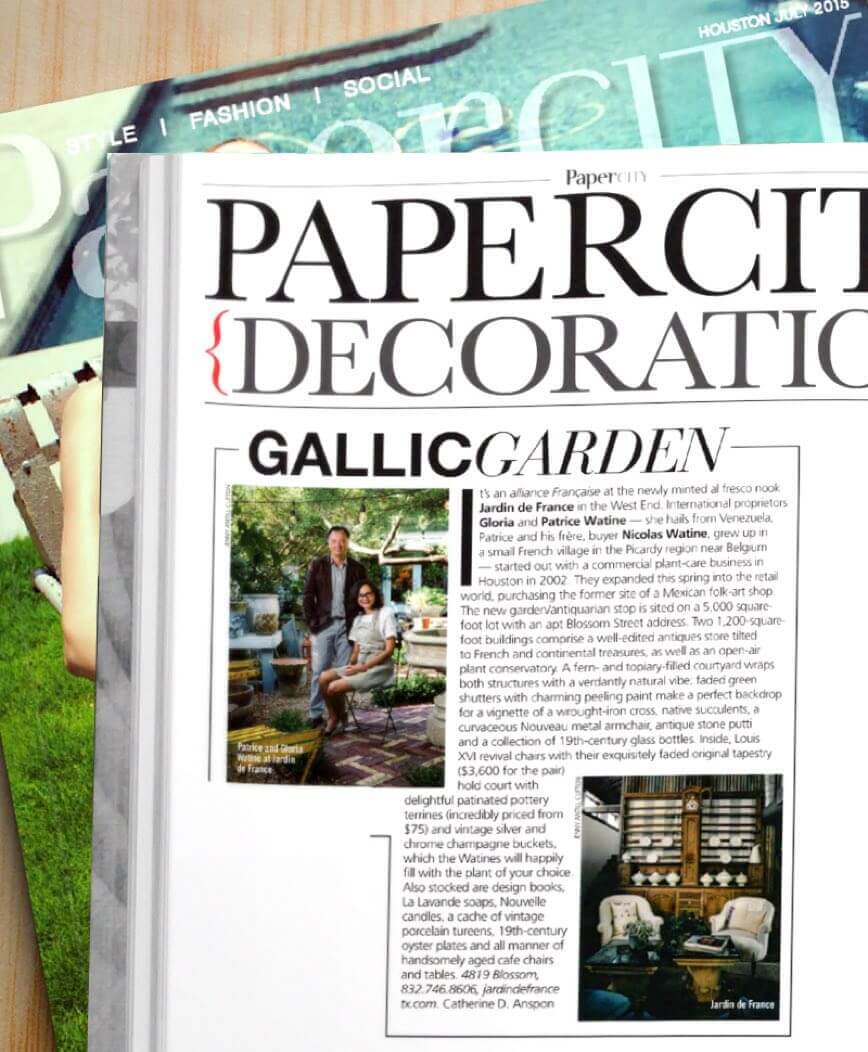 HOUSTON JULY 2015
STYLE | FASHION | SOCIAL
PaperCITY
PaperCITY
PAPERCIT
{DECORATIO
GALLICGARDEN
It's an alliance Française at the newly minted al fresco nook
Jardin de France in the West End. International proprietors
Gloria and Patrice Watine — she hails from Venezuela,
Patrice and his frère, buyer Nicolas Watine, grew up in
a small French village in the Picardy region near Belgium
— started out with a commercial plant-care business in
Houston in 2002. They expanded this spring into the retail
world, purchasing the former site of a Mexican folk-art shop.
The new garden/antiquarian stop is sited on a 5,000 square-
foot lot with an apt Blossom Street address. Two 1,200-square-
foot buildings comprise a well-edited antiques store tilted
to French and continental treasures, as well as an open-air
plant conservatory. A fern- and topiary-filled courtyard wraps
both structures with a verdantly natural vibe; faded green
shutters with charming peeling paint make a perfect backdrop
for a vignette of a wrought-iron cross, native succulents, a
curvaceous Nouveau metal armchair, antique stone putti
and a collection of 19th-century glass bottles. Inside, Louis
XVI revival chairs with their exquisitely faded original tapestry
($3,600 for the pair)
hold court with
delightful patinated pottery
terrines (incredibly priced from
$75) and vintage silver and
chrome champagne buckets,
which the Watines will happily
fill with the plant of your choice.
Also stocked are design books,
La Lavande soaps, Nouvelle
candles, a cache of vintage
porcelain tureens, 19th-century
oyster plates and all manner of
handsomely aged cafe chairs
and tables. 4819 Blossom,
832.746.8606, jardindefrance
tx.com. Catherine D. Anspon
Patrice and Gloria
Watine at Jardin
de France
Jardin de France